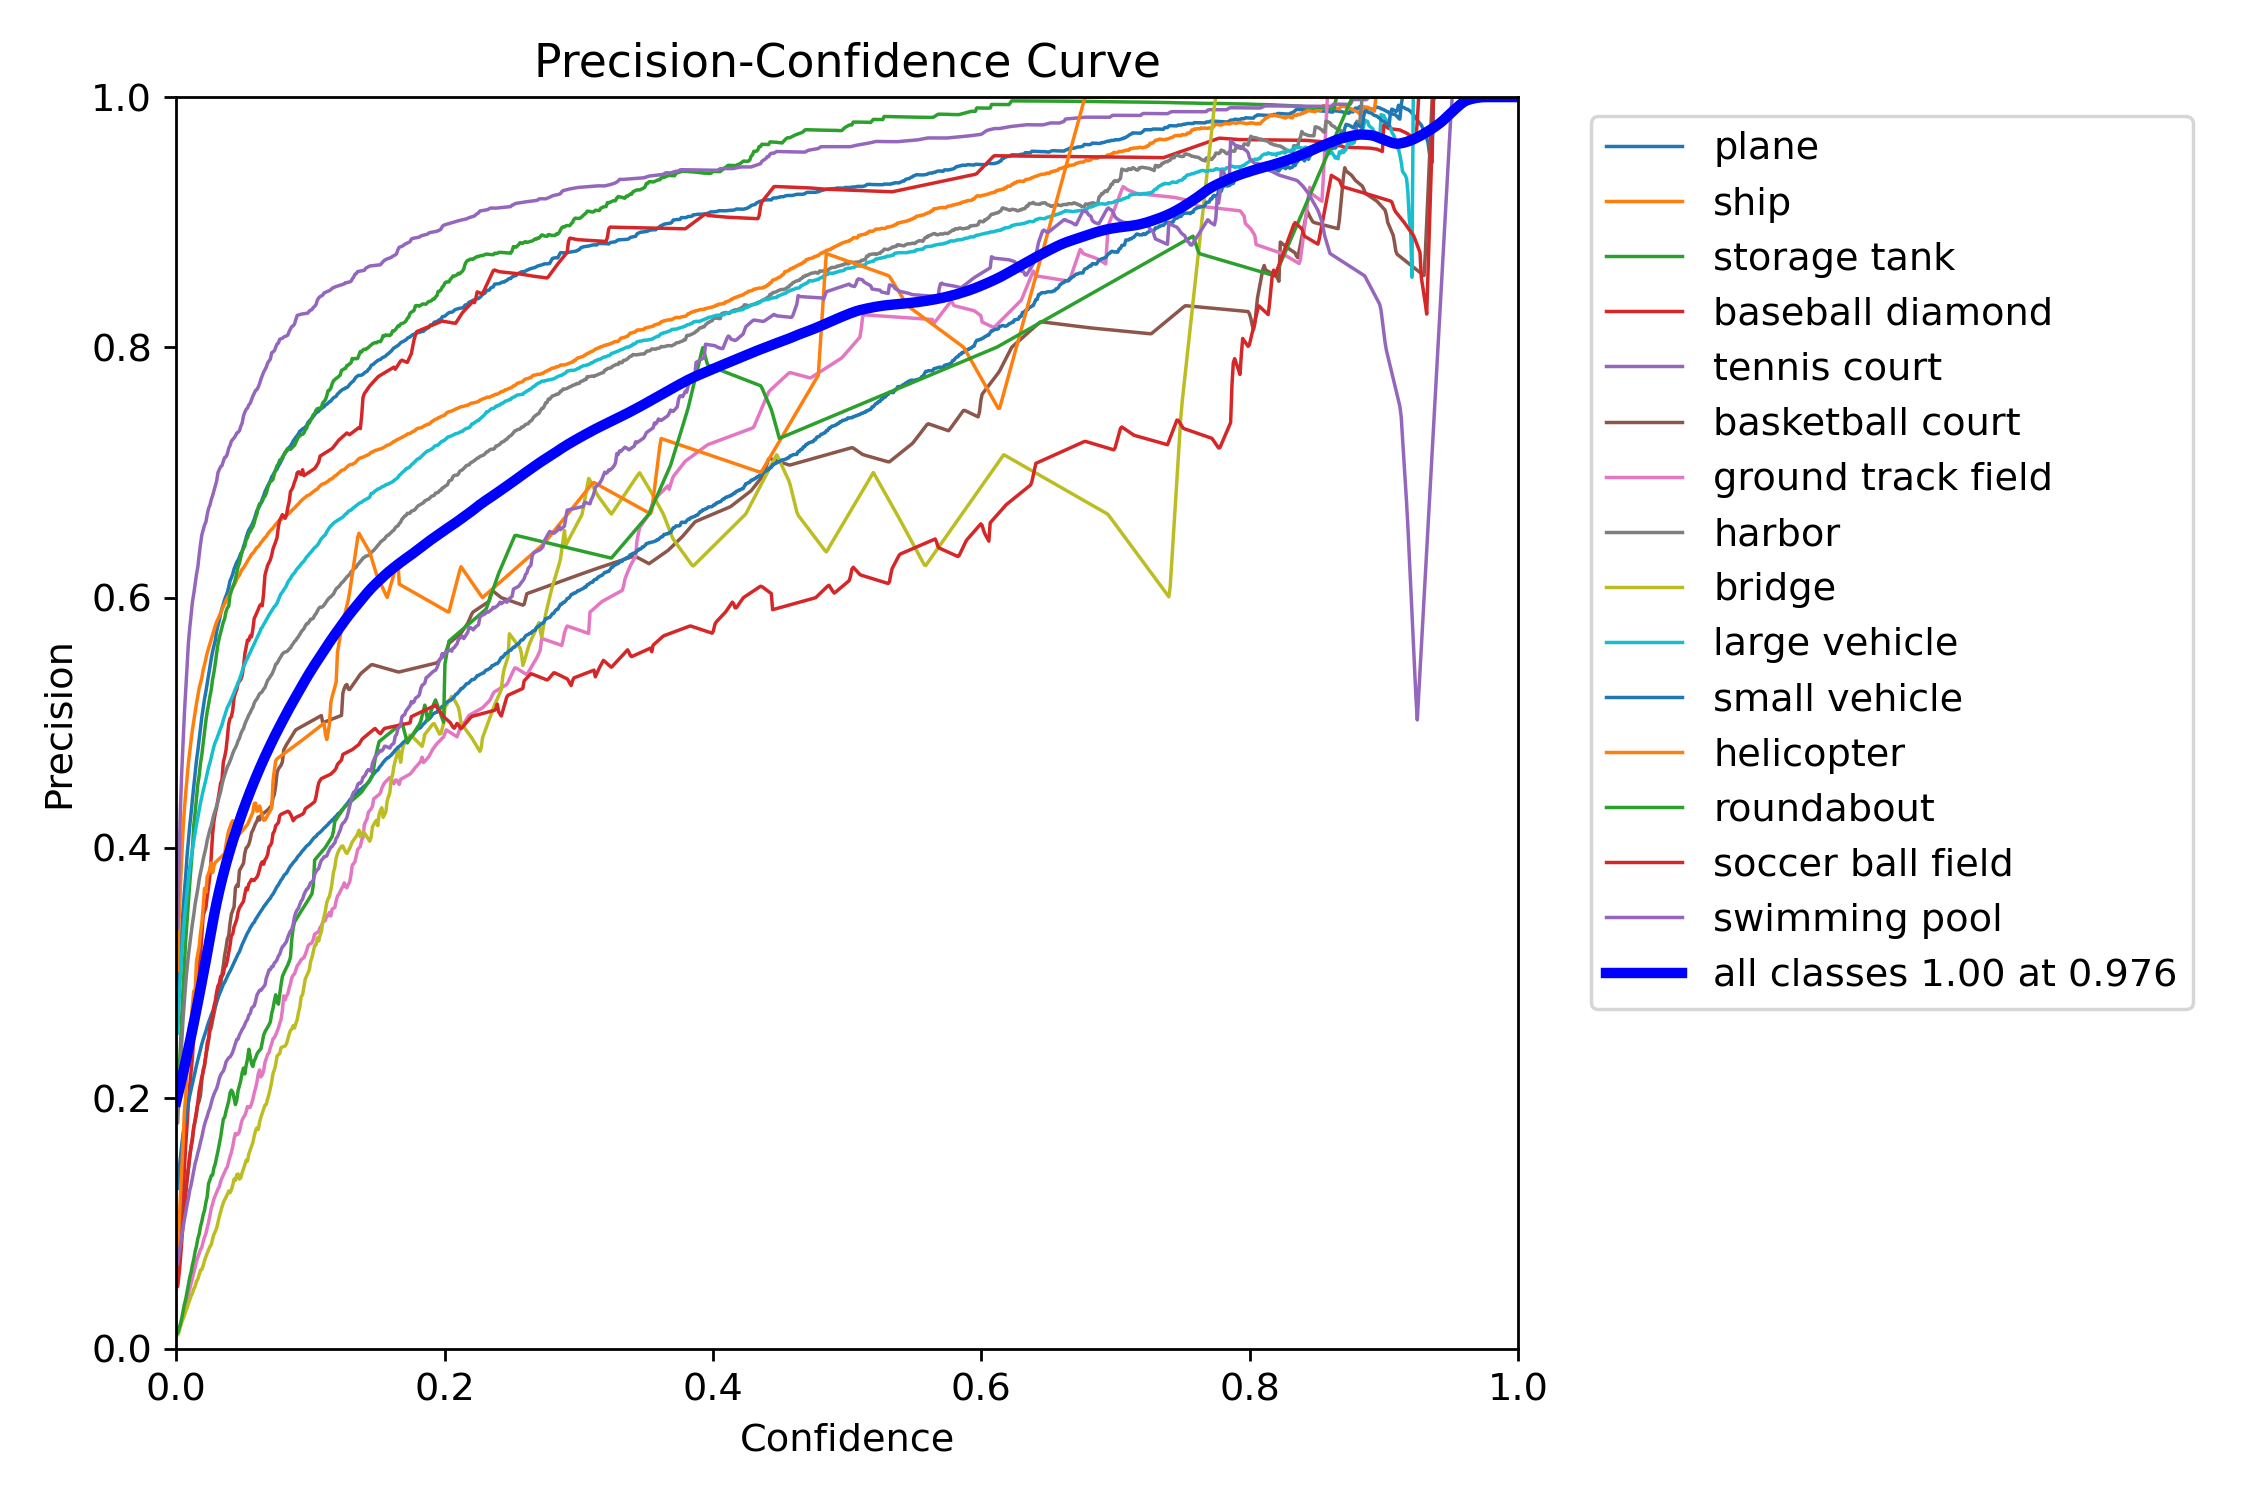 Precision-Confidence Curve
1.0
0.8
0.6
0.4
0.2
0.0
Precision
0.0 0.2 0.4 0.6 0.8 1.0
Confidence
plane
ship
storage tank
baseball diamond
tennis court
basketball court
ground track field
harbor
bridge
large vehicle
small vehicle
helicopter
roundabout
soccer ball field
swimming pool
all classes 1.00 at 0.976